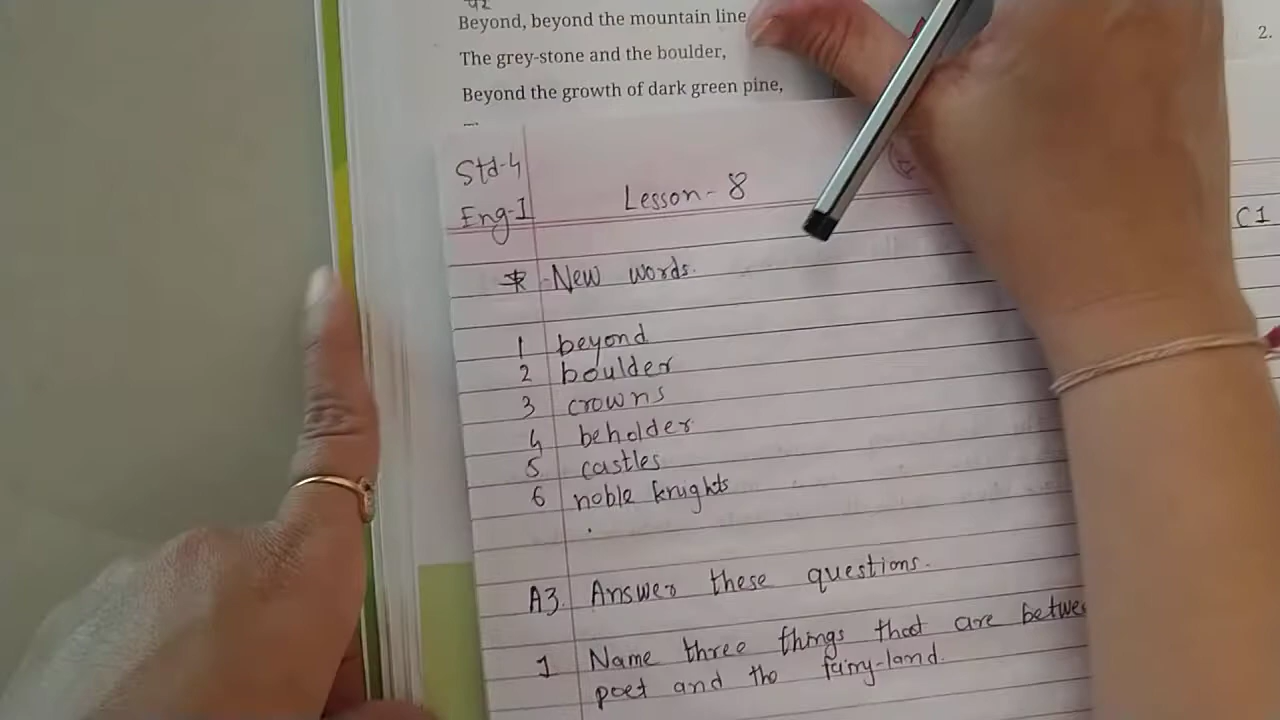 Beyond, beyond the mountain line
The grey-stone and the boulder,
Beyond the growth of dark green pine,
2.
Std-4
Eng-I
Lesson - 8
C1
* New words.
1 beyond
2 boulder
3 crowns
4 beholder
5 castles
6 noble knights
A3. Answer these questions.
1 Name three things that are betwe
poet and the fairy-land.